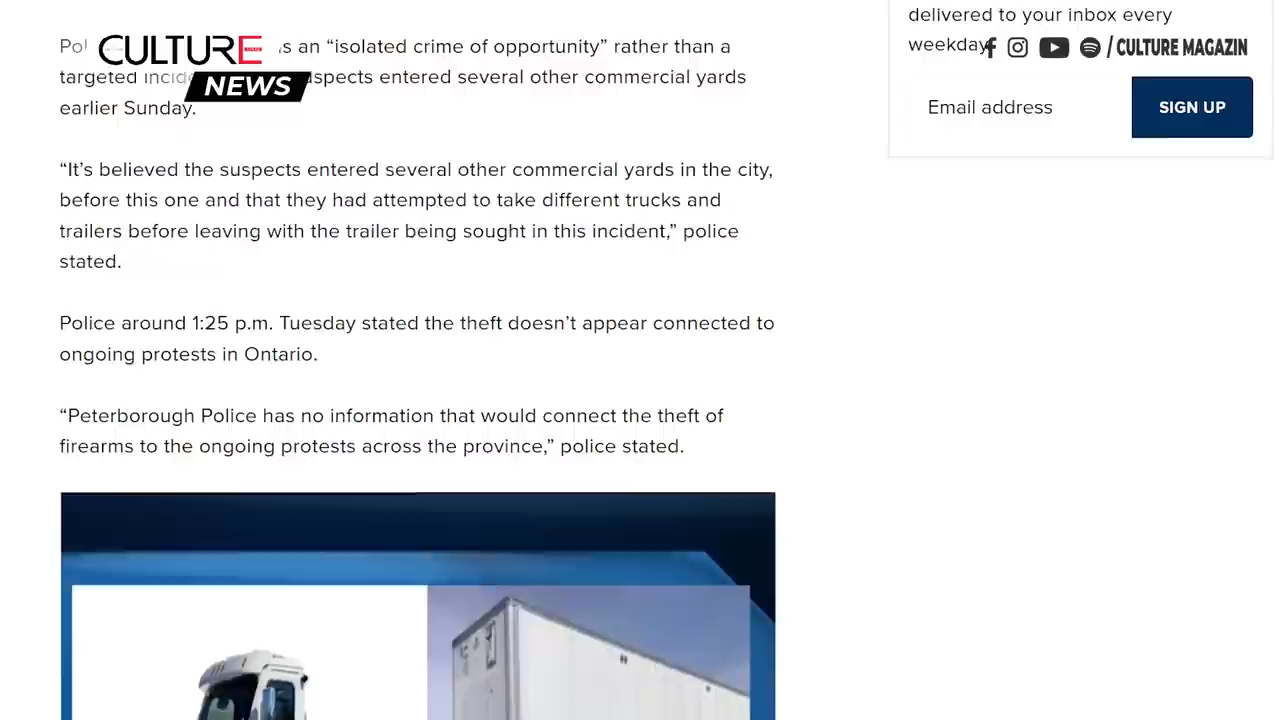 s an “isolated crime of opportunity” rather than a
targeted suspects entered several other commercial yards
earlier Sunday.
“It’s believed the suspects entered several other commercial yards in the city,
before this one and that they had attempted to take different trucks and
trailers before leaving with the trailer being sought in this incident,” police
stated.
Police around 1:25 p.m. Tuesday stated the theft doesn’t appear connected to
ongoing protests in Ontario.
“Peterborough Police has no information that would connect the theft of
firearms to the ongoing protests across the province,” police stated.
CULTURE
NEWS
delivered to your inbox every
weekday
/ CULTURE MAGAZIN
Email address
SIGN UP